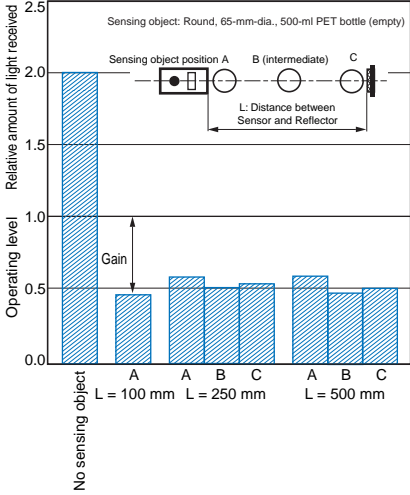 2.5
Sensing object: Round, 65-mm-dia., 500-ml PET bottle (empty)
Sensing object position A
B (intermediate)
C
L: Distance between
Sensor and Reflector
Relative amount of light received
2.0
1.5
1.0
Operating level
Gain
0.5
0.0
No sensing object
A
A B C
A B C
L = 100 mm
L = 250 mm
L = 500 mm